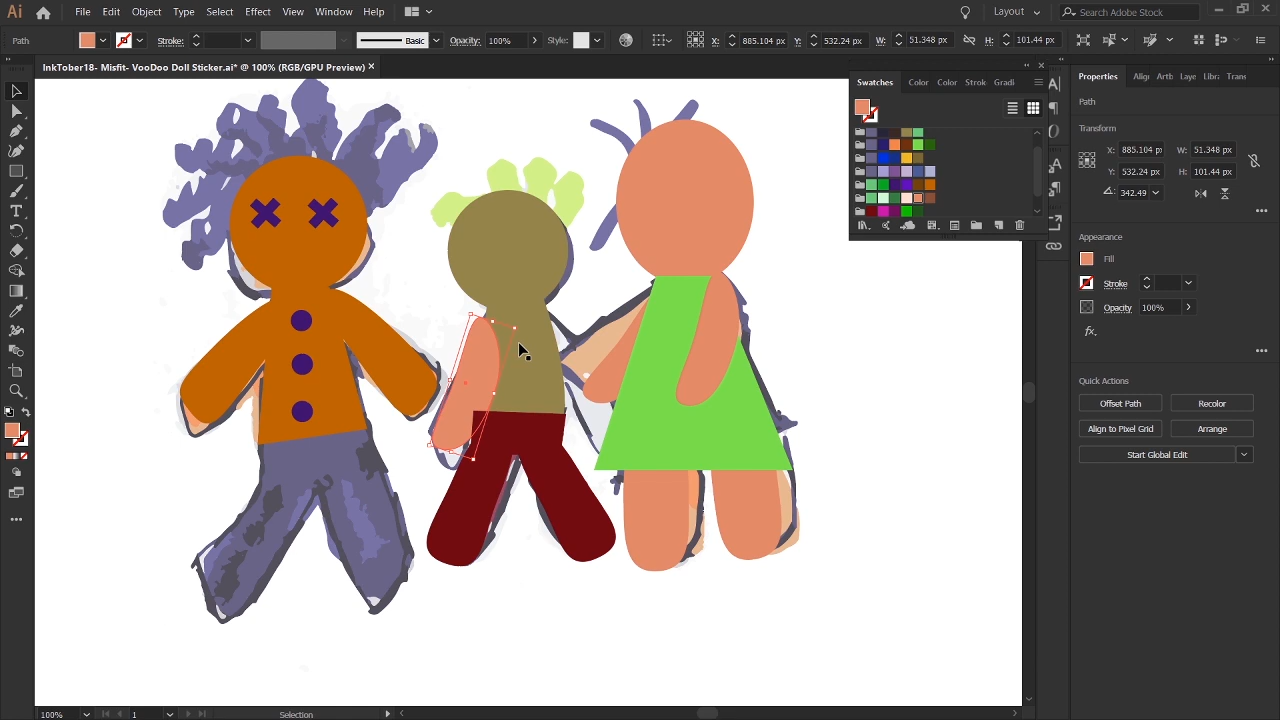 Ai File Edit Object Type Select Effect View Window Help Layout Search Adobe Stock
Path Stroke: Basic Opacity: 100% Style: X: 885.104 px Y: 532.24 px W: 51.348 px H: 101.44 px
InkTober18- Misfit- VooDoo Doll Sticker.ai* @ 100% (RGB/GPU Preview)
Swatches Color Color Strok Gradi
Properties Alig Artb Laye Libra Trans
Path
Transform
X: 885.104 p W: 51.348 px
Y: 532.24 px H: 101.44 px
342.49
Appearance
Fill
Stroke
Opacity 100%
fx.
Quick Actions
Offset Path Recolor
Align to Pixel Grid Arrange
Start Global Edit
100% 1 Selection